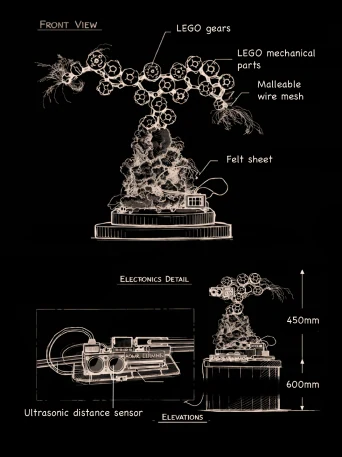 FRONT VIEW
LEGO gears
LEGO mechanical
parts
Malleable
wire mesh
Felt sheet
ELECTONICS DETAIL
450mm
600mm
Ultrasonic distance sensor
ELEVATIONS